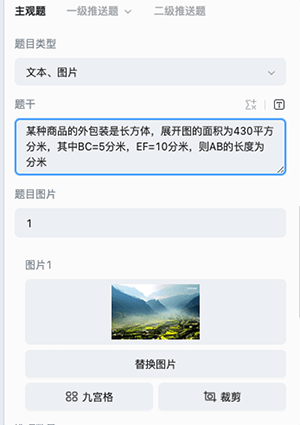 主观题 一级推送题 二级推送题
题目类型
文本、图片
题干
某种商品的外包装是长方体，展开图的面积为430平方
分米，其中BC=5分米，EF=10分米，则AB的长度为
分米
题目图片
1
图片1
替换图片
九宫格 裁剪